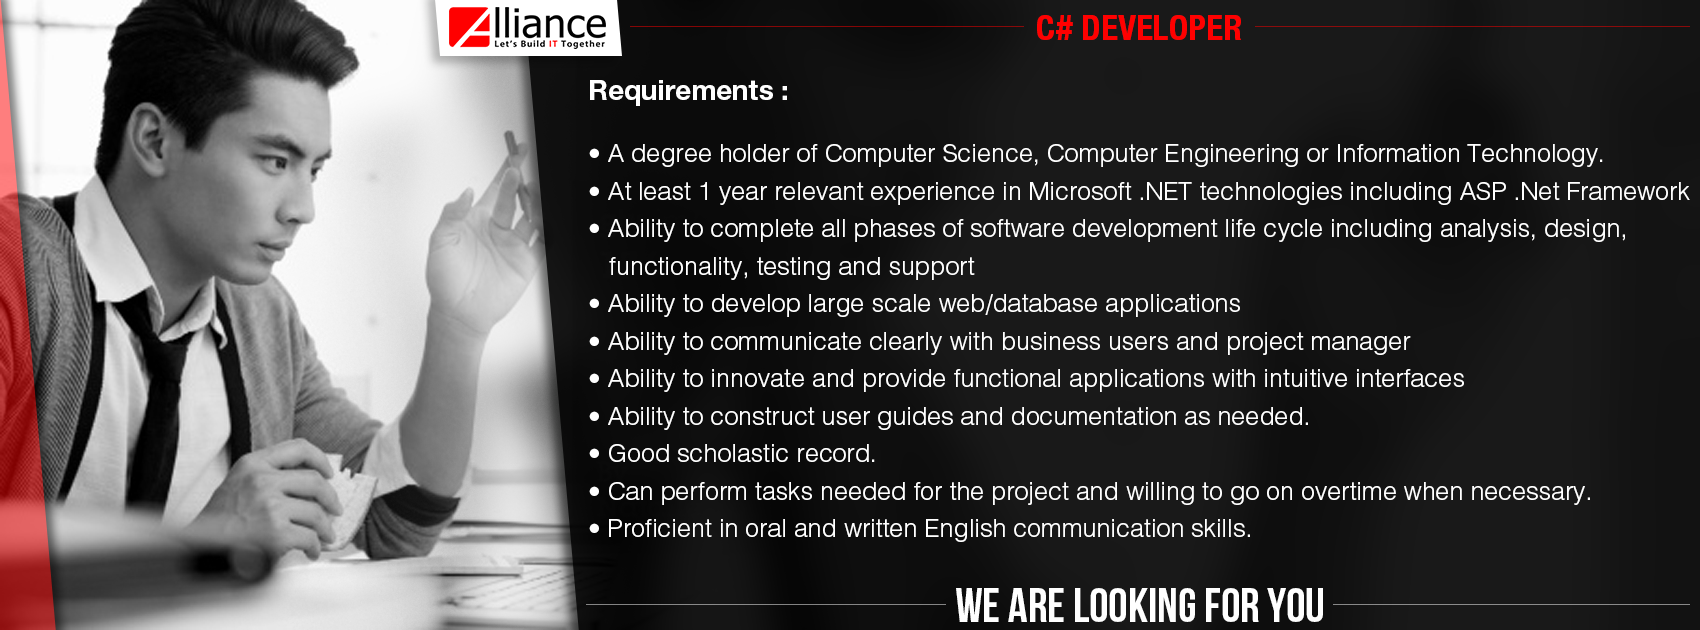 Alliance
Let's Build IT Together
C# DEVELOPER
Requirements :
• A degree holder of Computer Science, Computer Engineering or Information Technology.
• At least 1 year relevant experience in Microsoft .NET technologies including ASP .Net Framework
• Ability to complete all phases of software development life cycle including analysis, design,
functionality, testing and support
• Ability to develop large scale web/database applications
• Ability to communicate clearly with business users and project manager
• Ability to innovate and provide functional applications with intuitive interfaces
• Ability to construct user guides and documentation as needed.
• Good scholastic record.
• Can perform tasks needed for the project and willing to go on overtime when necessary.
• Proficient in oral and written English communication skills.
WE ARE LOOKING FOR YOU